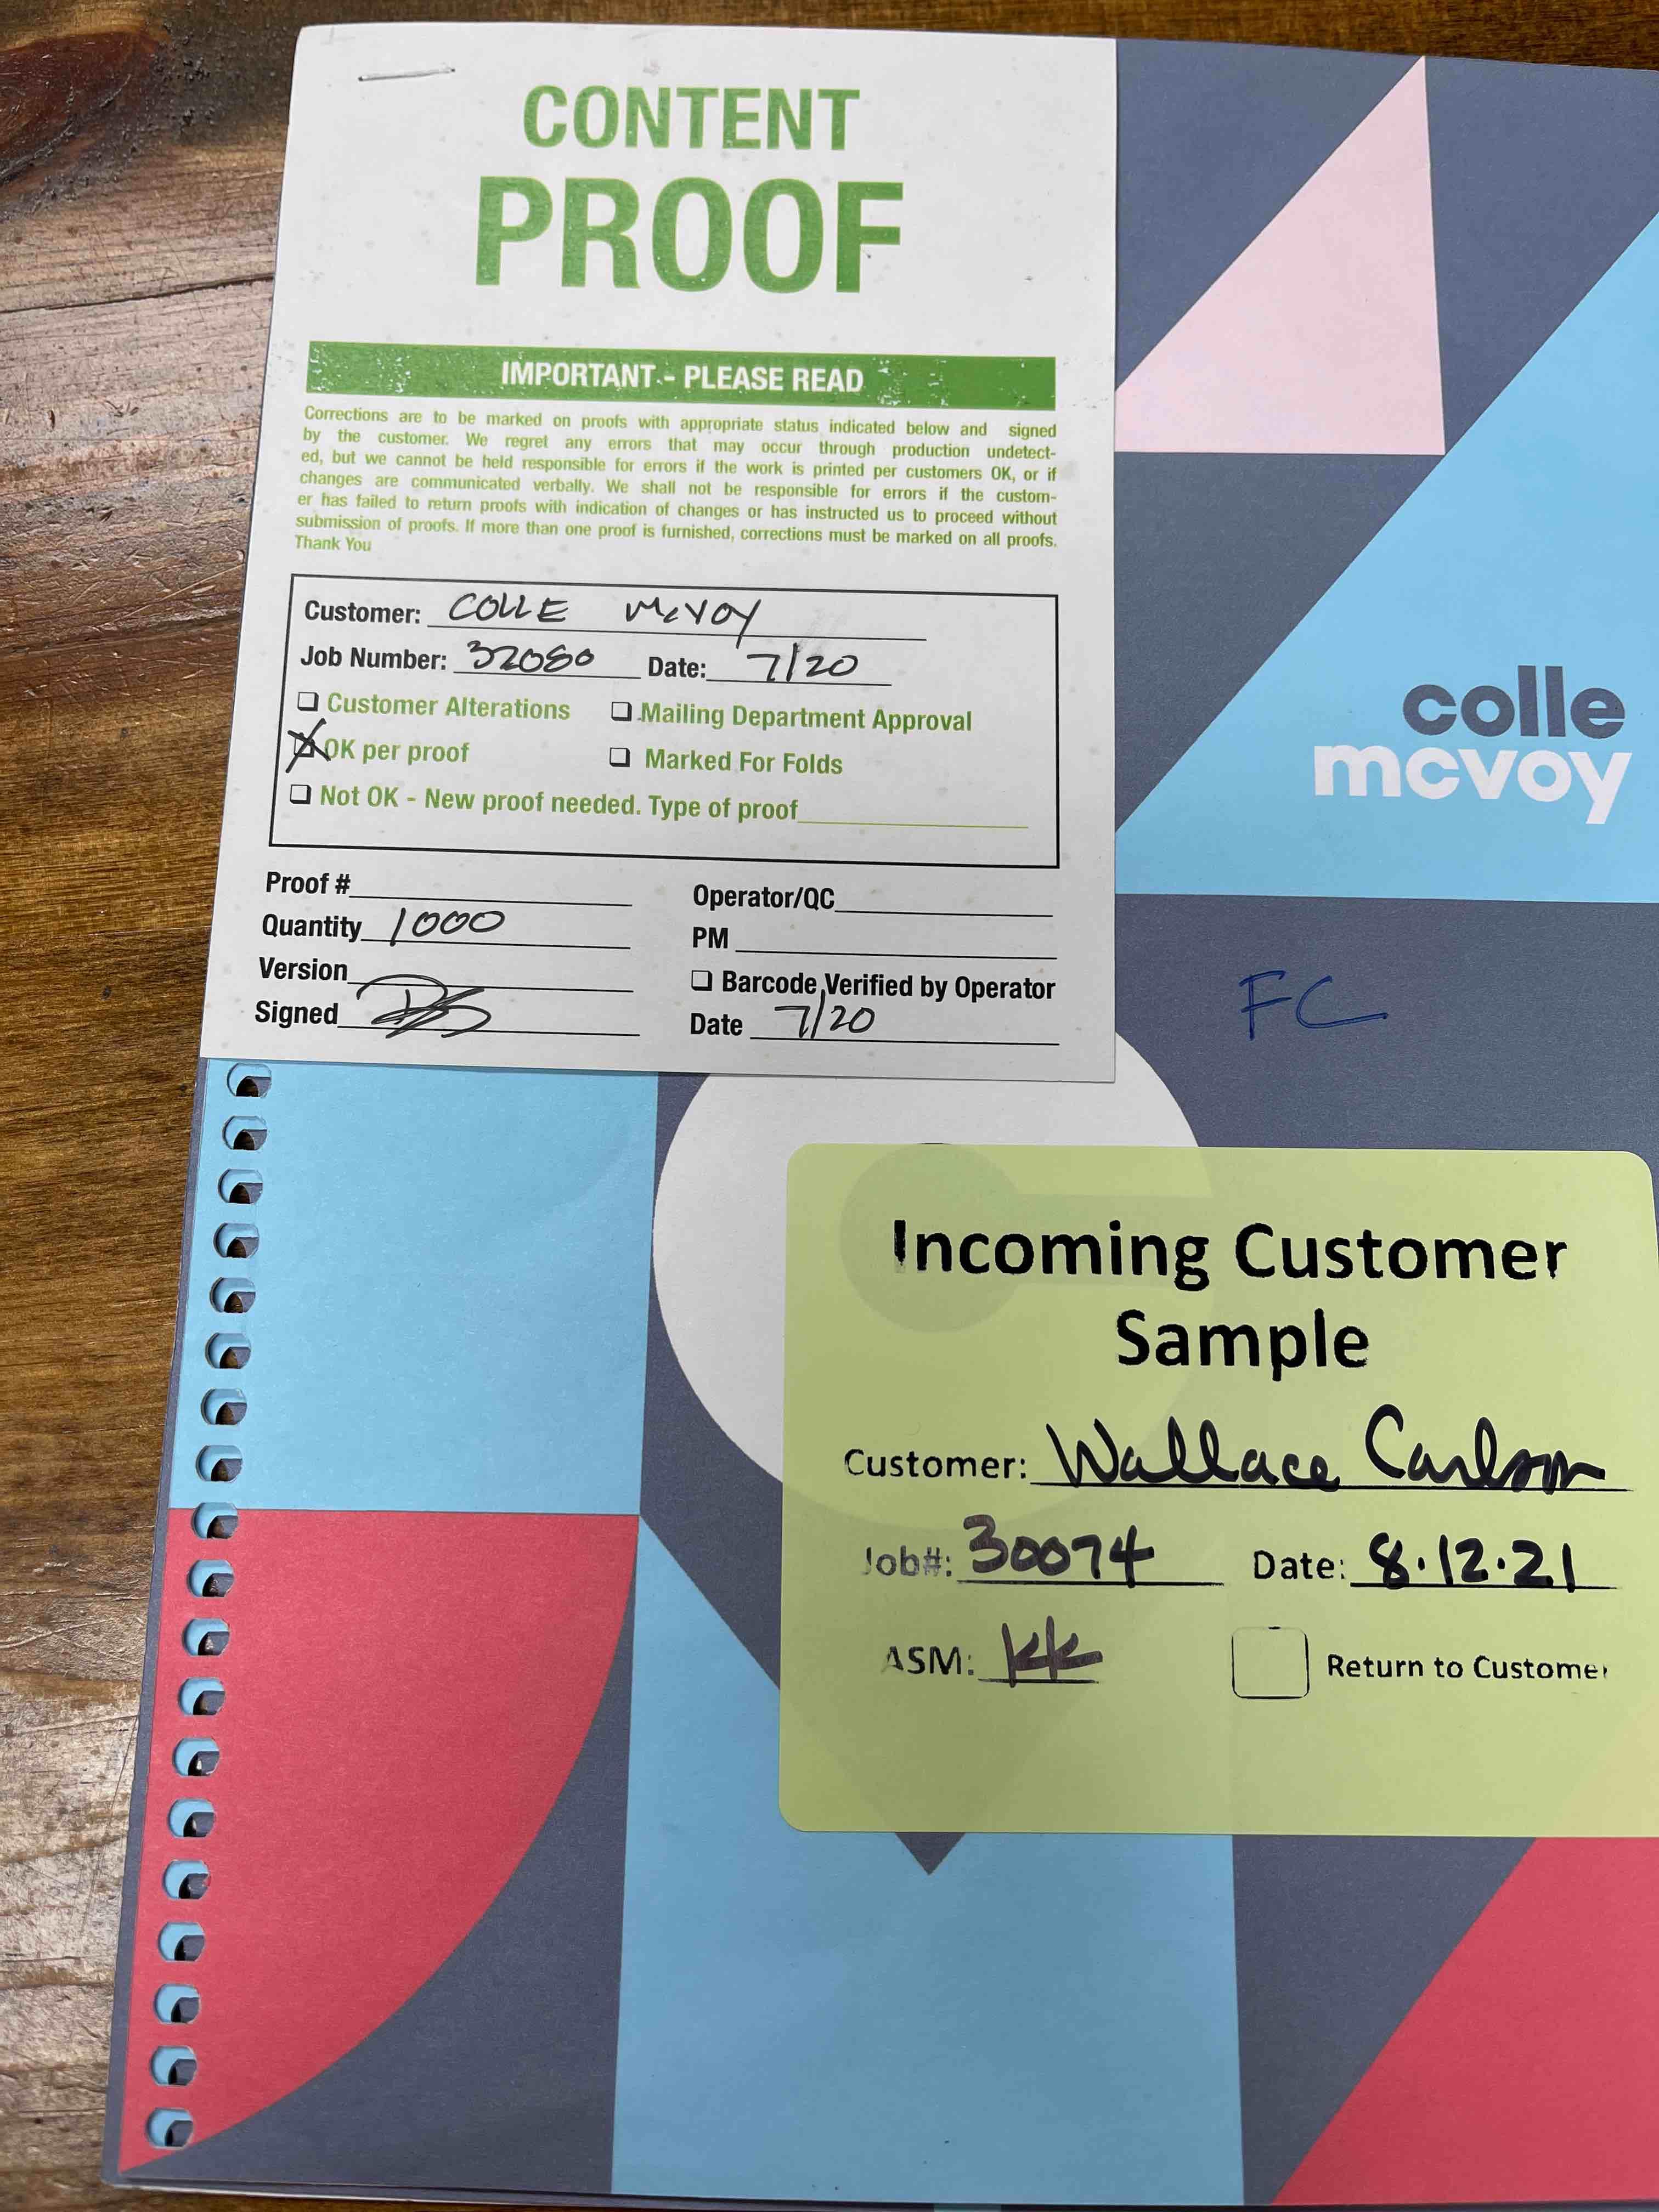 CONTENT
PROOF
IMPORTANT - PLEASE READ
Corrections are to be marked on proofs with appropriate status indicated below and signed
by the customer. We regret any errors that may occur through production undetect-
ed, but we cannot be held responsible for errors if the work is printed per customers OK, or if
changes are communicated verbally. We shall not be responsible for errors if the custom-
er has failed to return proofs with indication of changes or has instructed us to proceed without
submission of proofs. If more than one proof is furnished, corrections must be marked on all proofs.
Thank You
Customer: COLLE McVOY
Job Number: 32080 Date: 7/20
Customer Alterations Mailing Department Approval
OK per proof Marked For Folds
Not OK - New proof needed. Type of proof
Proof # Operator/QC
Quantity 1000 PM
Version Barcode Verified by Operator
Signed Date 7/20
colle
mcvoy
FC
Incoming Customer
Sample
Customer: Wallace Carlson
Job#: 30074 Date: 8.12.21
ASM: KK Return to Customer